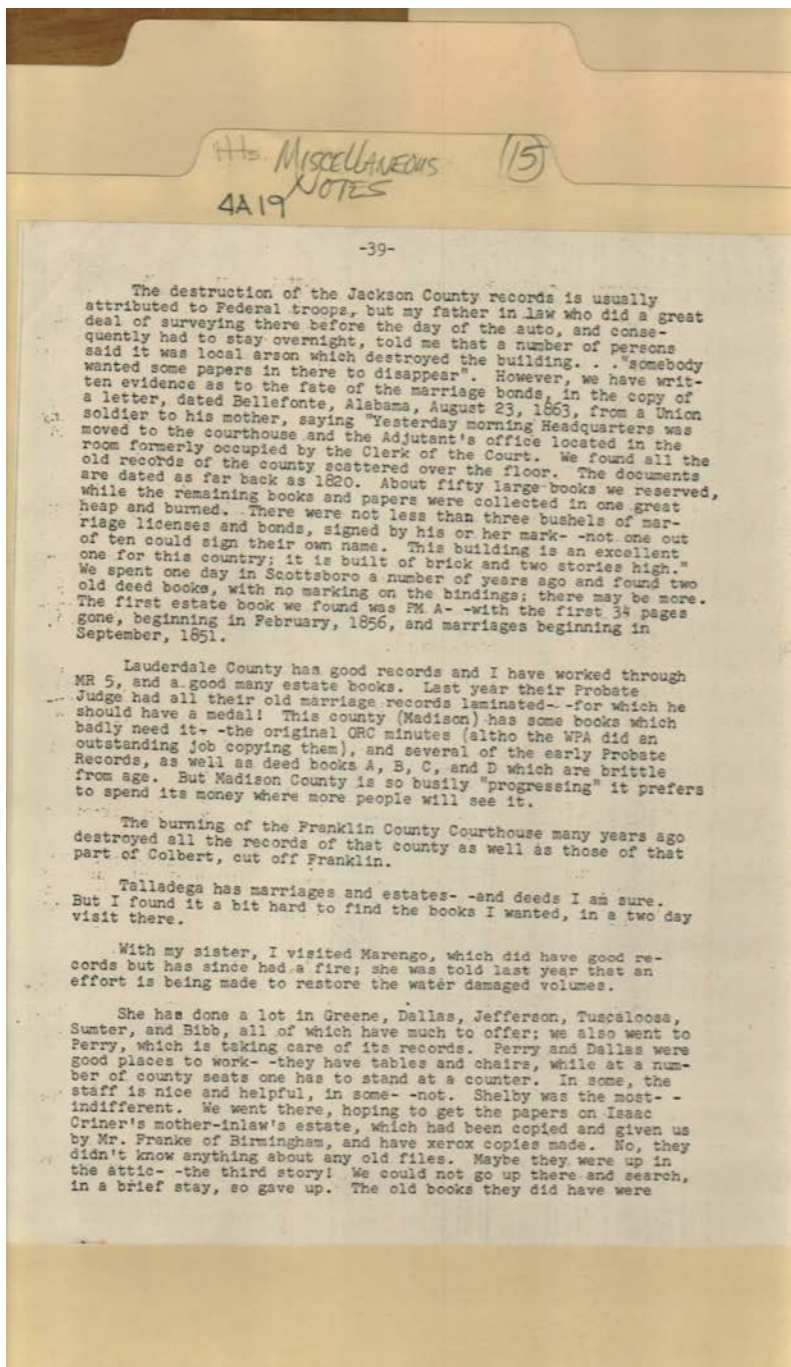 Hts. MISCELLANEOUS (15)
NOTES
4A19
-39-
The destruction of the Jackson County records is usually
attributed to Federal troops, but my father in law who did a great
deal of surveying there before the day of the auto, and conse-
quently had to stay overnight, told me that a number of persons
said it was local arson which destroyed the building. . ."somebody
wanted some papers in there to disappear". However, we have writ-
ten evidence as to the fate of the marriage bonds, in the copy of
a letter, dated Bellefonte, Alabama, August 23, 1863, from a Union
soldier to his mother, saying "Yesterday morning Headquarters was
moved to the courthouse and the Adjutant's office located in the
room formerly occupied by the Clerk of the Court. We found all the
old records of the county scattered over the floor. The documents
are dated as far back as 1820. About fifty large books we reserved,
while the remaining books and papers were collected in one great
heap and burned. There were not less than three bushels of mar-
riage licenses and bonds, signed by his or her mark- -not one out
of ten could sign their own name. This building is an excellent
one for this country; it is built of brick and two stories high."
We spent one day in Scottsboro a number of years ago and found two
old deed books, with no marking on the bindings; there may be more.
The first estate book we found was PM A- -with the first 34 pages
gone, beginning in February, 1856, and marriages beginning in
September, 1851.
Lauderdale County has good records and I have worked through
MR 5, and a good many estate books. Last year their Probate
Judge had all their old marriage records laminated- -for which he
should have a medal! This county (Madison) has some books which
badly need it- -the original ORC minutes (altho the WPA did an
outstanding job copying them), and several of the early Probate
Records, as well as deed books A, B, C, and D which are brittle
from age. But Madison County is so busily "progressing" it prefers
to spend its money where more people will see it.
The burning of the Franklin County Courthouse many years ago
destroyed all the records of that county as well as those of that
part of Colbert, cut off Franklin.
Talladega has marriages and estates- -and deeds I am sure.
But I found it a bit hard to find the books I wanted, in a two day
visit there.
With my sister, I visited Marengo, which did have good re-
cords but has since had a fire; she was told last year that an
effort is being made to restore the water damaged volumes.
She has done a lot in Greene, Dallas, Jefferson, Tuscaloosa,
Sumter, and Bibb, all of which have much to offer; we also went to
Perry, which is taking care of its records. Perry and Dallas were
good places to work- -they have tables and chairs, while at a num-
ber of county seats one has to stand at a counter. In some, the
staff is nice and helpful, in some- -not. Shelby was the most- -
indifferent. We went there, hoping to get the papers on Isaac
Criner's mother-inlaw's estate, which had been copied and given us
by Mr. Franke of Birmingham, and have xerox copies made. No, they
didn't know anything about any old files. Maybe they were up in
the attic- -the third story! We could not go up there and search,
in a brief stay, so gave up. The old books they did have were